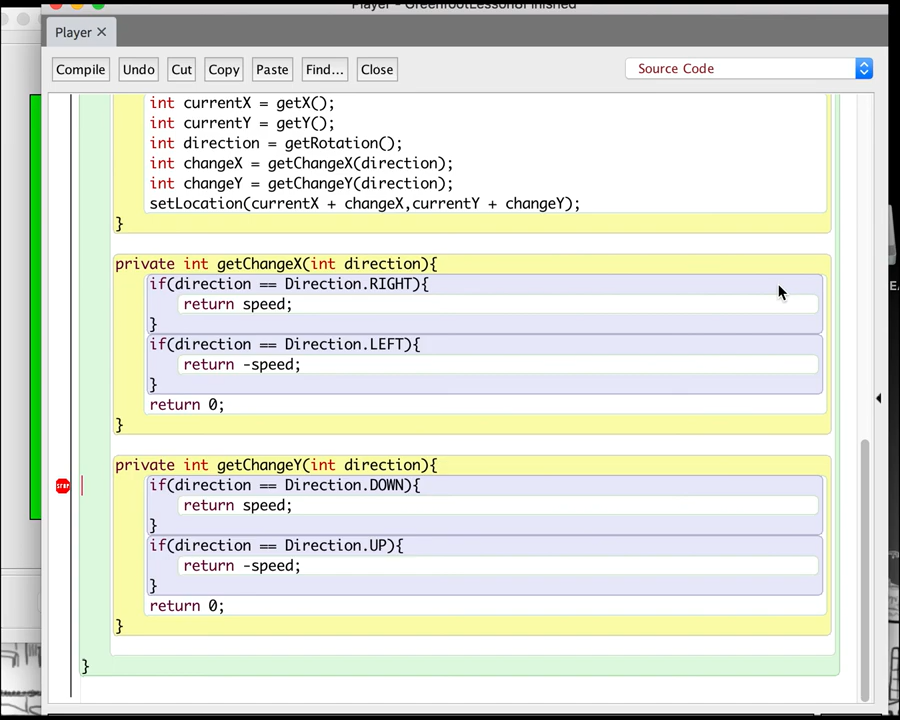 Player - GreenfootLesson8Finished
Player ✕
Compile Undo Cut Copy Paste Find... Close Source Code
int currentX = getX();
int currentY = getY();
int direction = getRotation();
int changeX = getChangeX(direction);
int changeY = getChangeY(direction);
setLocation(currentX + changeX,currentY + changeY);
}
private int getChangeX(int direction){
if(direction == Direction.RIGHT){
return speed;
}
if(direction == Direction.LEFT){
return -speed;
}
return 0;
}
private int getChangeY(int direction){
STOP
if(direction == Direction.DOWN){
return speed;
}
if(direction == Direction.UP){
return -speed;
}
return 0;
}
}